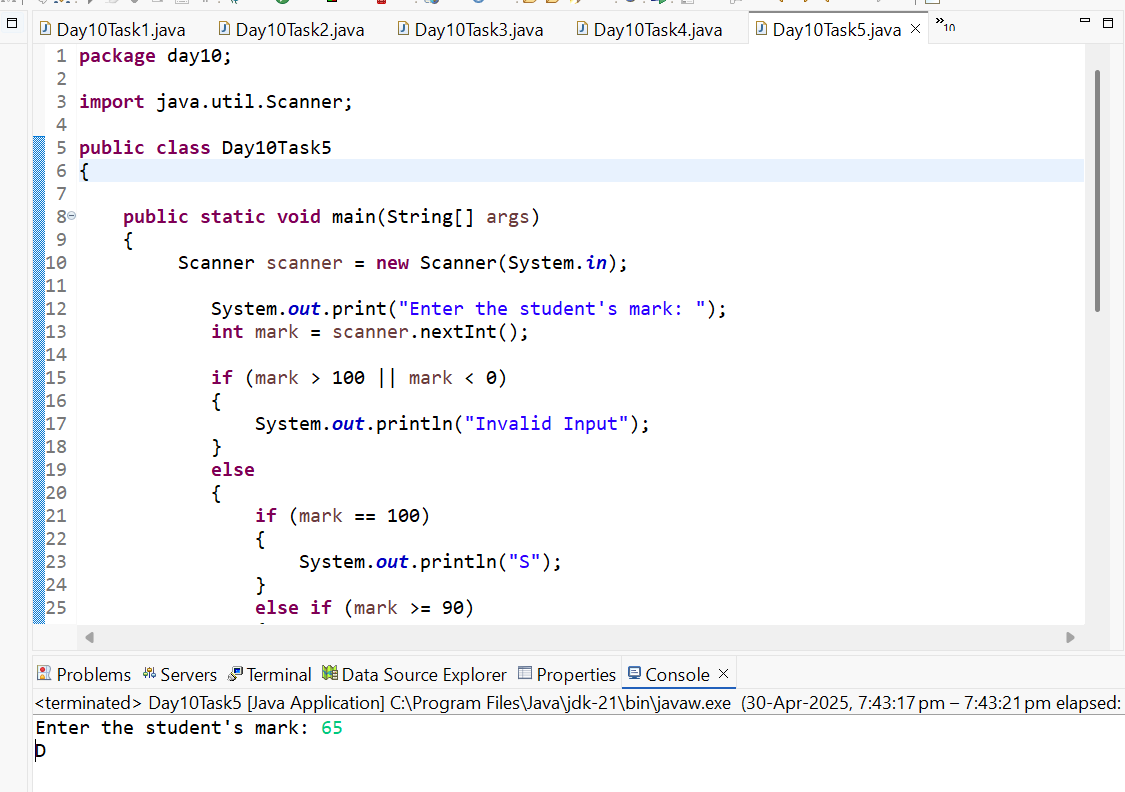 Day10Task1.java Day10Task2.java Day10Task3.java Day10Task4.java Day10Task5.java » 10
1 package day10;
2
3 import java.util.Scanner;
4
5 public class Day10Task5
6 {
7
8 public static void main(String[] args)
9 {
10 Scanner scanner = new Scanner(System.in);
11
12 System.out.print("Enter the student's mark: ");
13 int mark = scanner.nextInt();
14
15 if (mark > 100 || mark < 0)
16 {
17 System.out.println("Invalid Input");
18 }
19 else
20 {
21 if (mark == 100)
22 {
23 System.out.println("S");
24 }
25 else if (mark >= 90)
Problems Servers Terminal Data Source Explorer Properties Console
<terminated> Day10Task5 [Java Application] C:\Program Files\Java\jdk-21\bin\javaw.exe (30-Apr-2025, 7:43:17 pm – 7:43:21 pm elapsed:
Enter the student's mark: 65
D